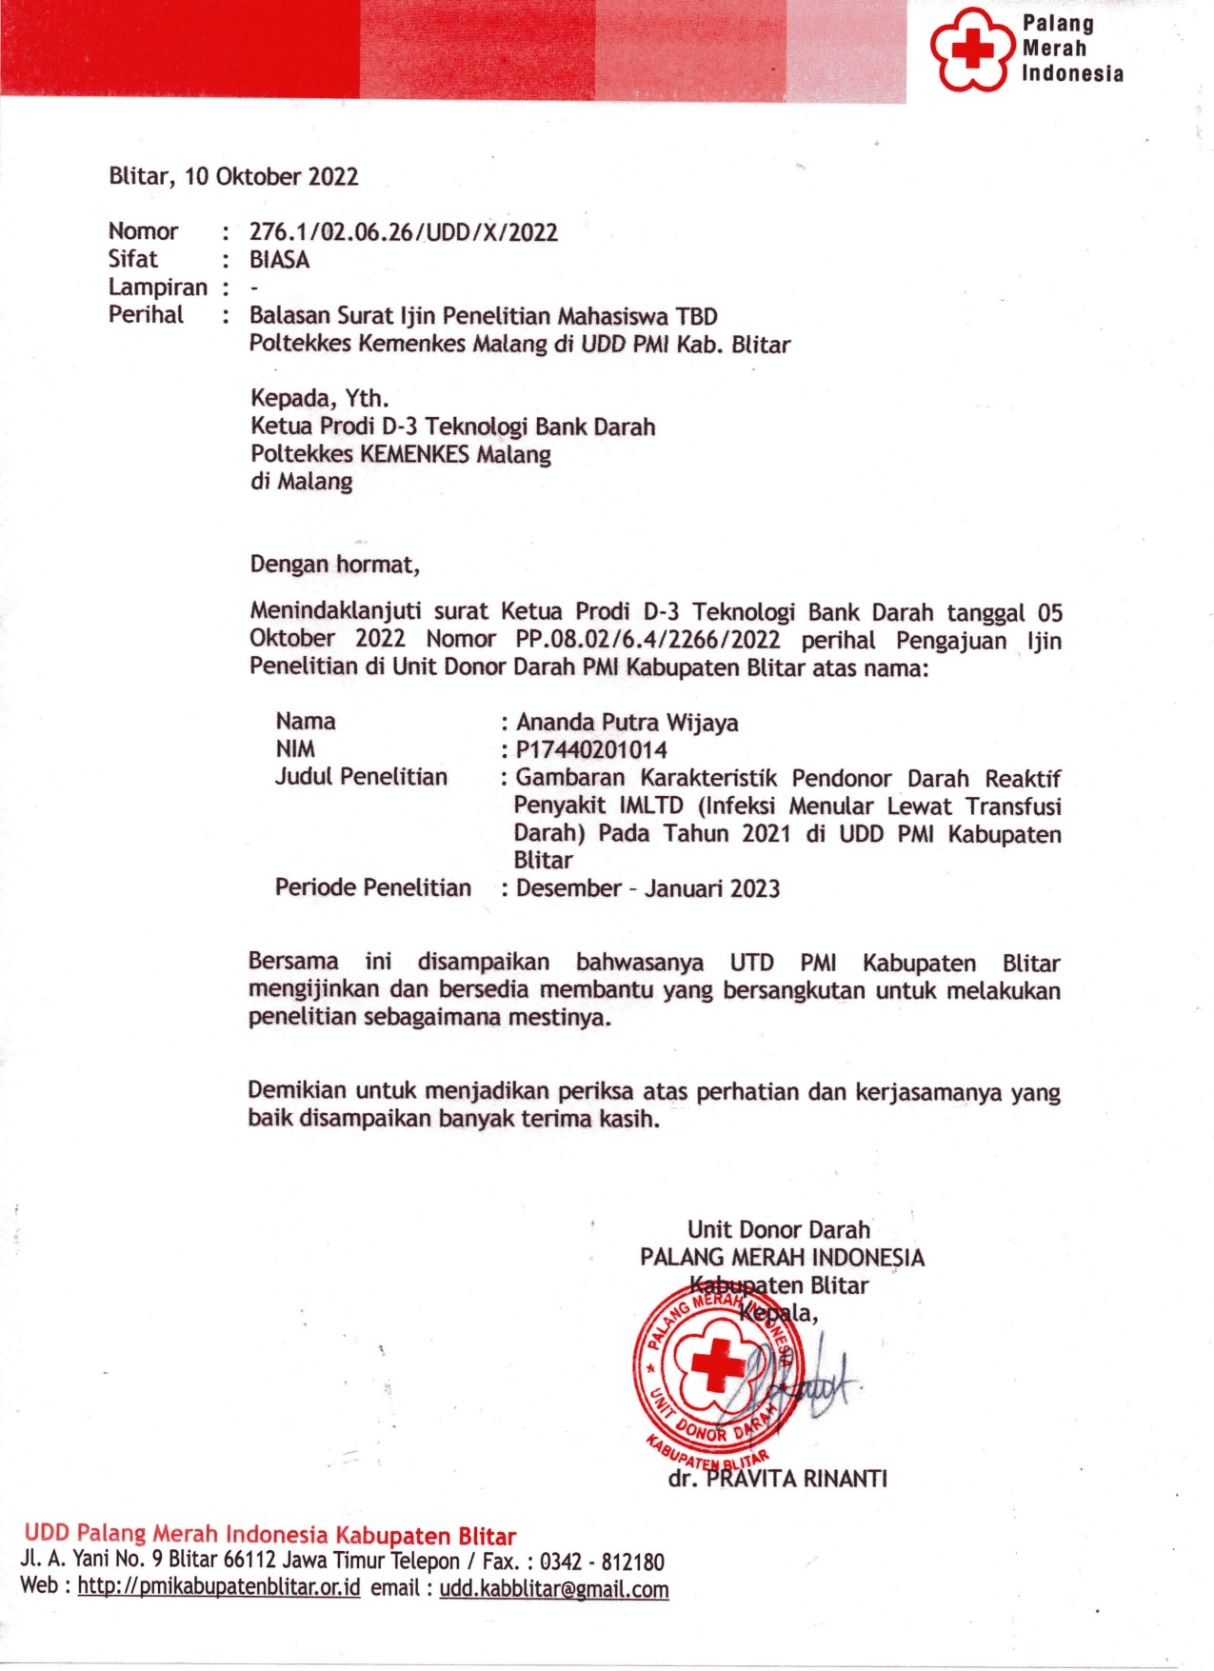 Palang
Merah
Indonesia
Blitar, 10 Oktober 2022
Nomor : 276.1/02.06.26/UDD/X/2022
Sifat : BIASA
Lampiran : -
Perihal : Balasan Surat Ijin Penelitian Mahasiswa TBD
Poltekkes Kemenkes Malang di UDD PMI Kab. Blitar
Kepada, Yth.
Ketua Prodi D-3 Teknologi Bank Darah
Poltekkes KEMENKES Malang
di Malang
Dengan hormat,
Menindaklanjuti surat Ketua Prodi D-3 Teknologi Bank Darah tanggal 05
Oktober 2022 Nomor PP.08.02/6.4/2266/2022 perihal Pengajuan Ijin
Penelitian di Unit Donor Darah PMI Kabupaten Blitar atas nama:
Nama : Ananda Putra Wijaya
NIM : P17440201014
Judul Penelitian : Gambaran Karakteristik Pendonor Darah Reaktif
Penyakit IMLTD (Infeksi Menular Lewat Transfusi
Darah) Pada Tahun 2021 di UDD PMI Kabupaten
Blitar
Periode Penelitian : Desember - Januari 2023
Bersama ini disampaikan bahwasanya UTD PMI Kabupaten Blitar
mengijinkan dan bersedia membantu yang bersangkutan untuk melakukan
penelitian sebagaimana mestinya.
Demikian untuk menjadikan periksa atas perhatian dan kerjasamanya yang
baik disampaikan banyak terima kasih.
Unit Donor Darah
PALANG MERAH INDONESIA
Kabupaten Blitar
Kepala,
PALANG MERAH INDONESIA
UNIT DONOR DARAH
KABUPATEN BLITAR
dr. PRAVITA RINANTI
UDD Palang Merah Indonesia Kabupaten Blitar
Jl. A. Yani No. 9 Blitar 66112 Jawa Timur Telepon / Fax. : 0342 - 812180
Web : http://pmikabupatenblitar.or.id email : udd.kabblitar@gmail.com